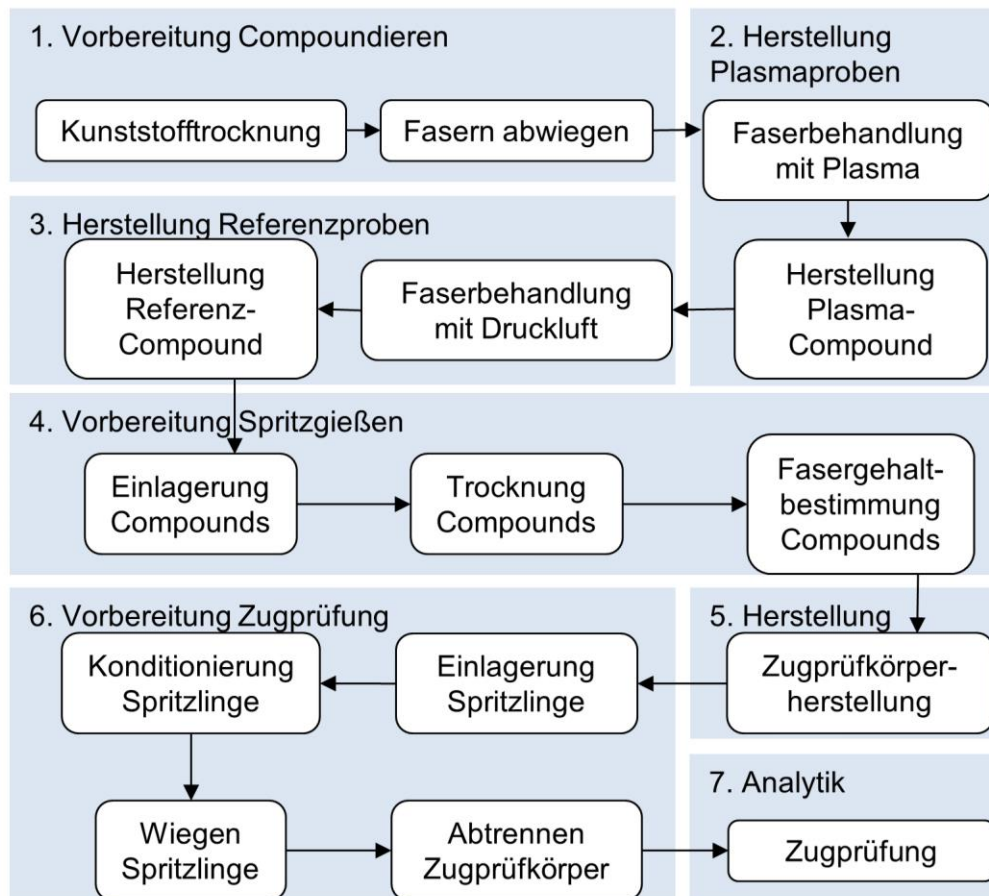 1. Vorbereitung Compoundieren
Kunststofftrocknung
Fasern abwiegen
2. Herstellung
Plasmaproben
Faserbehandlung
mit Plasma
Herstellung
Plasma-
Compound
3. Herstellung Referenzproben
Faserbehandlung
mit Druckluft
Herstellung
Referenz-
Compound
4. Vorbereitung Spritzgießen
Einlagerung
Compounds
Trocknung
Compounds
Fasergehalt-
bestimmung
Compounds
5. Herstellung
Zugprüfkörper-
herstellung
6. Vorbereitung Zugprüfung
Einlagerung
Spritzlinge
Konditionierung
Spritzlinge
Wiegen
Spritzlinge
Abtrennen
Zugprüfkörper
7. Analytik
Zugprüfung